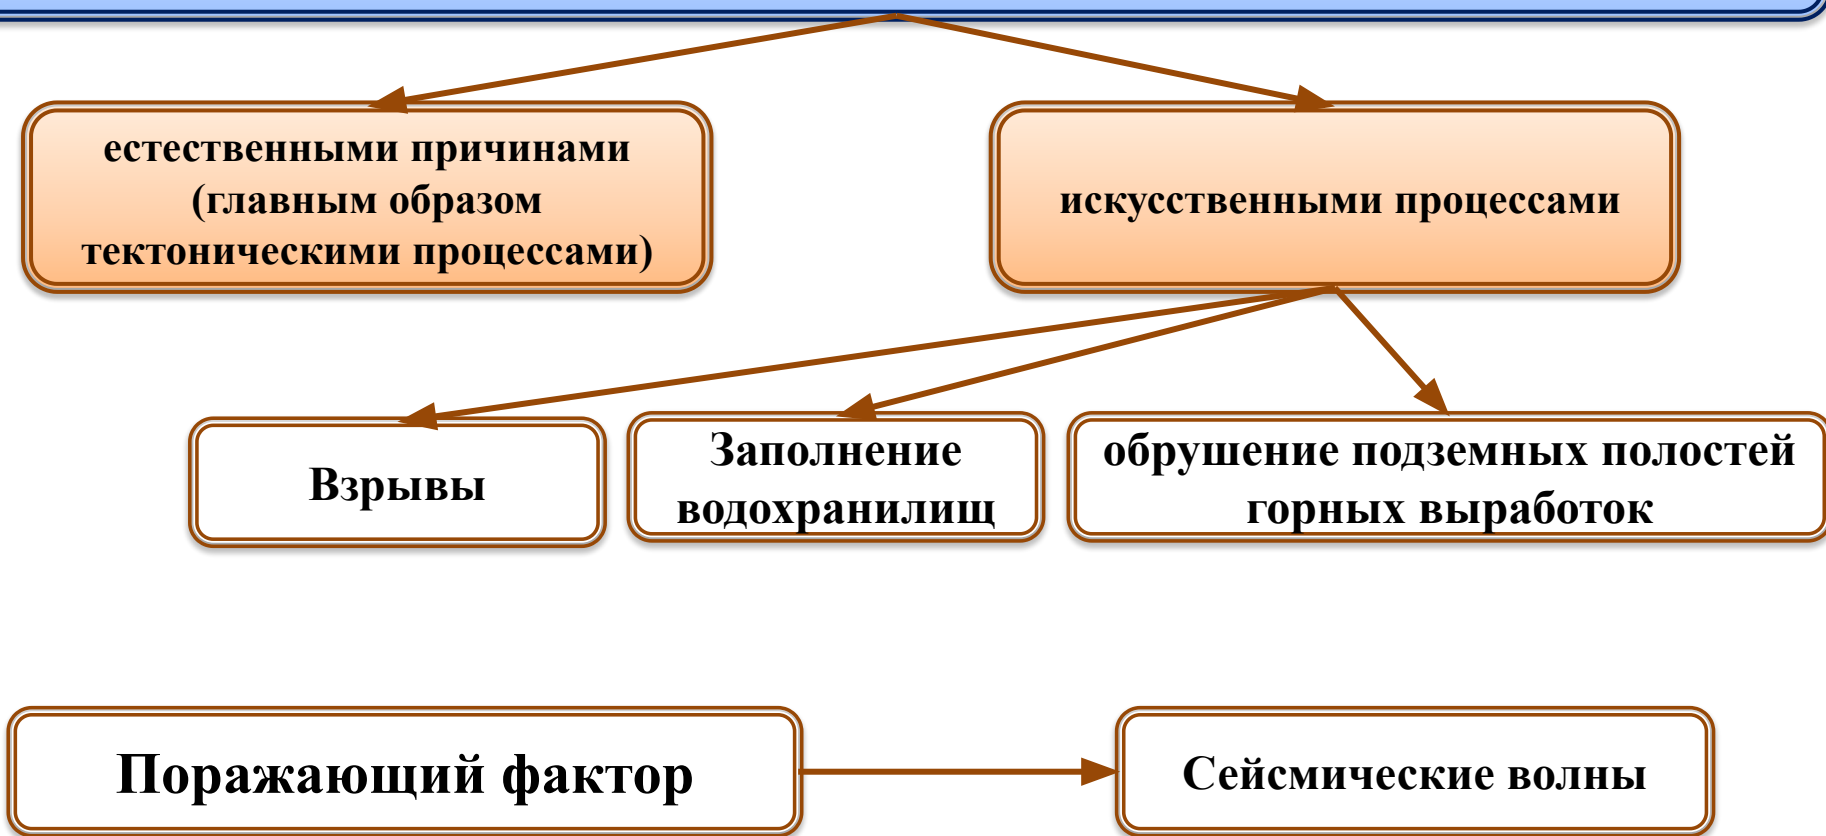 естественными причинами
(главным образом
тектоническими процессами)
искусственными процессами
Взрывы
Заполнение
водохранилищ
обрушение подземных полостей
горных выработок
Поражающий фактор
Сейсмические волны